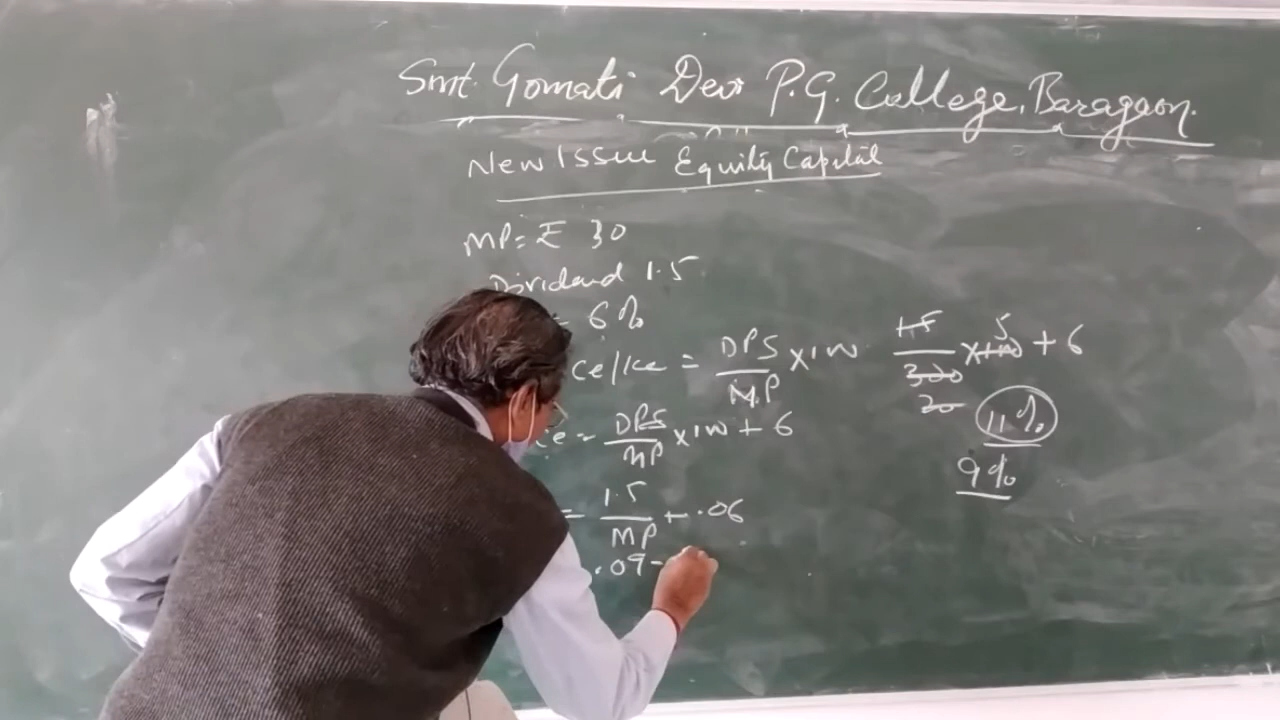 Smt. Gomati Devi P.G. College, Baragaon.
New Issue Equity Capital
MP = ₹ 30
Dividend 1.5
= 6%
Ce/Ke = DPS/M.P × 100
15/300 × 100 + 6
5
20
11%
9%
= DPS/MP × 100 + 6
= 1.5/MP + .06
.09 -